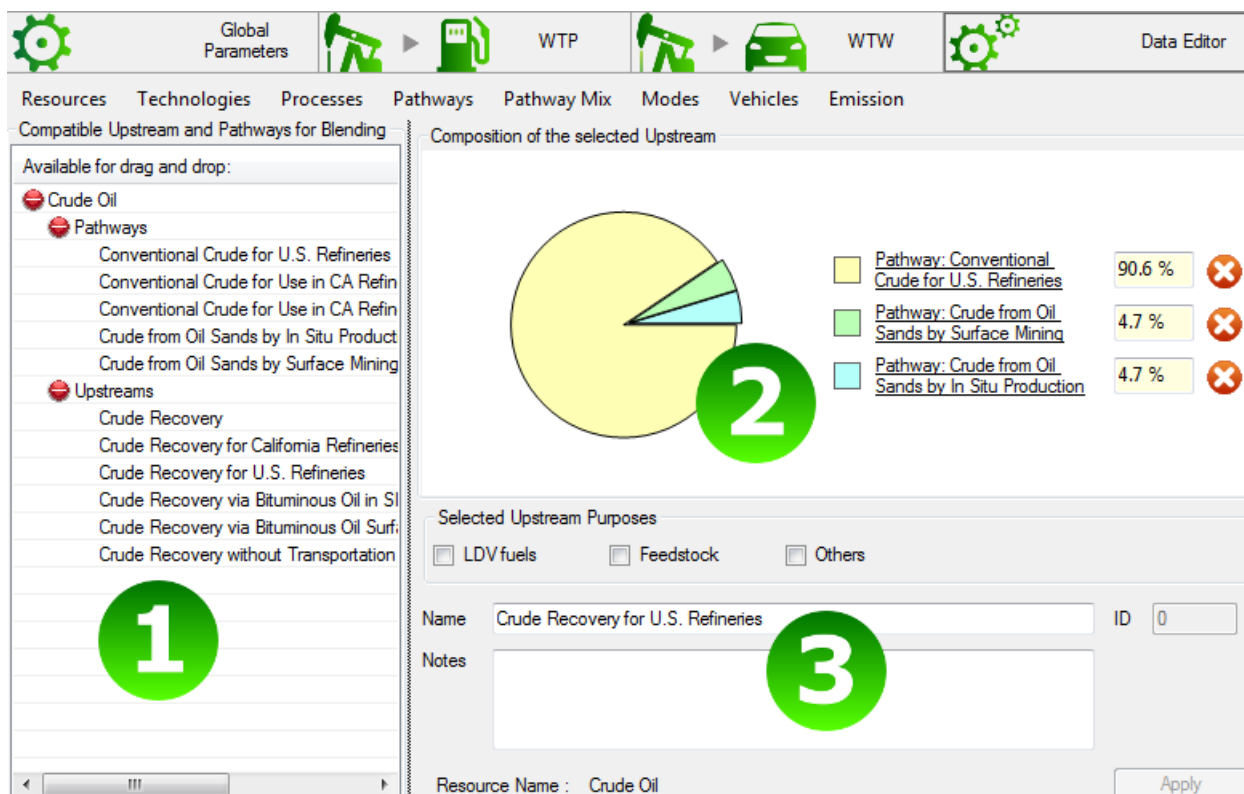 Global
Parameters
WTP
WTW
Data Editor
Resources Technologies Processes Pathways Pathway Mix Modes Vehicles Emission
Compatible Upstream and Pathways for Blending
Available for drag and drop:
Crude Oil
Pathways
Conventional Crude for U.S. Refineries
Conventional Crude for Use in CA Refin
Conventional Crude for Use in CA Refin
Crude from Oil Sands by In Situ Product
Crude from Oil Sands by Surface Mining
Upstreams
Crude Recovery
Crude Recovery for California Refineries
Crude Recovery for U.S. Refineries
Crude Recovery via Bituminous Oil in SI
Crude Recovery via Bituminous Oil Surf
Crude Recovery without Transportation
1
Composition of the selected Upstream
Pathway: Conventional
Crude for U.S. Refineries
90.6 %
Pathway: Crude from Oil
Sands by Surface Mining
4.7 %
Pathway: Crude from Oil
Sands by In Situ Production
4.7 %
2
Selected Upstream Purposes
LDV fuels Feedstock Others
Name Crude Recovery for U.S. Refineries ID 0
Notes
3
Resource Name : Crude Oil
Apply